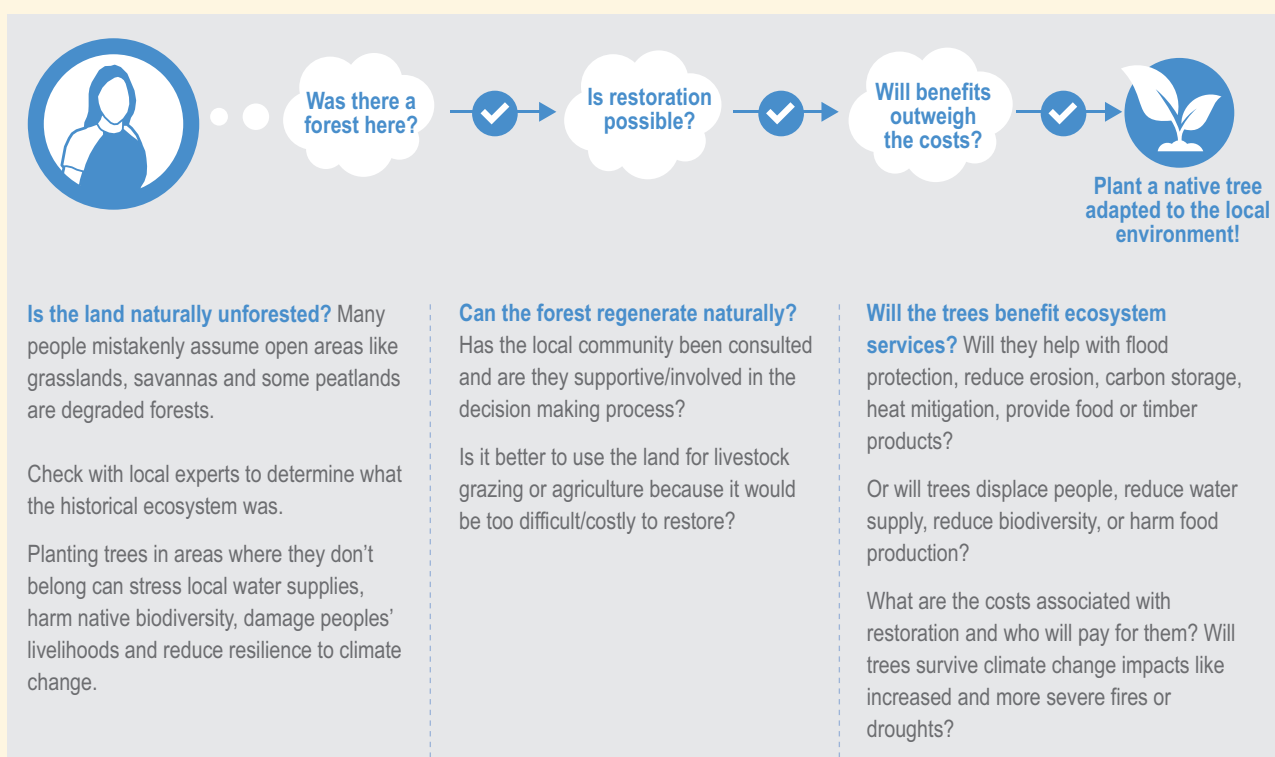 Was there a
forest here?
Is restoration
possible?
Will benefits
outweigh
the costs?
Plant a native tree
adapted to the local
environment!
Is the land naturally unforested? Many
people mistakenly assume open areas like
grasslands, savannas and some peatlands
are degraded forests.
Check with local experts to determine what
the historical ecosystem was.
Planting trees in areas where they don’t
belong can stress local water supplies,
harm native biodiversity, damage peoples’
livelihoods and reduce resilience to climate
change.
Can the forest regenerate naturally?
Has the local community been consulted
and are they supportive/involved in the
decision making process?
Is it better to use the land for livestock
grazing or agriculture because it would
be too difficult/costly to restore?
Will the trees benefit ecosystem
services? Will they help with flood
protection, reduce erosion, carbon storage,
heat mitigation, provide food or timber
products?
Or will trees displace people, reduce water
supply, reduce biodiversity, or harm food
production?
What are the costs associated with
restoration and who will pay for them? Will
trees survive climate change impacts like
increased and more severe fires or
droughts?